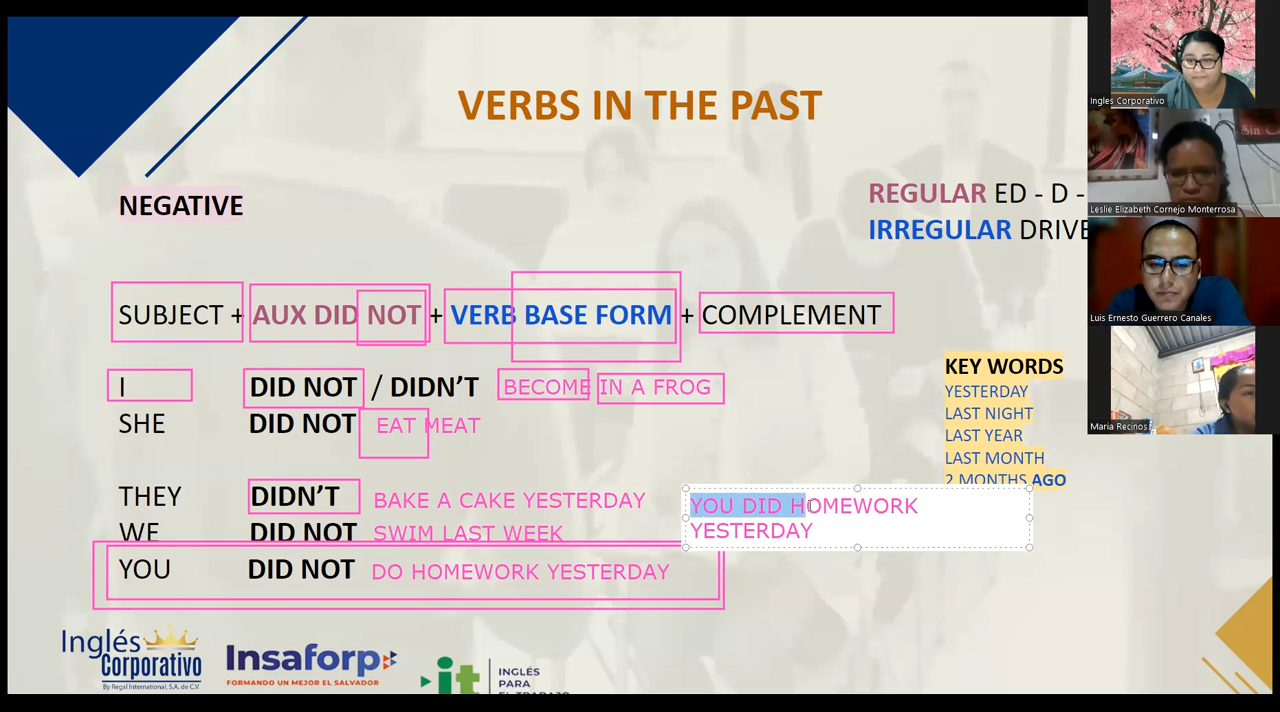 VERBS IN THE PAST
NEGATIVE
REGULAR ED - D -
IRREGULAR DRIVE
SUBJECT + AUX DID NOT + VERB BASE FORM + COMPLEMENT
I DID NOT / DIDN'T BECOME IN A FROG
SHE DID NOT EAT MEAT
THEY DIDN'T BAKE A CAKE YESTERDAY
WE DID NOT SWIM LAST WEEK
YOU DID NOT DO HOMEWORK YESTERDAY
KEY WORDS
YESTERDAY
LAST NIGHT
LAST YEAR
LAST MONTH
2 MONTHS AGO
YOU DID HOMEWORK
YESTERDAY
Inglés
Corporativo
By Regal International, S.A. de C.V.
Insaforp
FORMANDO UN MEJOR EL SALVADOR
it
INGLÉS
PARA
EL TRABAJO
Ingles Corporativo
Leslie Elizabeth Cornejo Monterrosa
Luis Ernesto Guerrero Canales
Maria Recinos